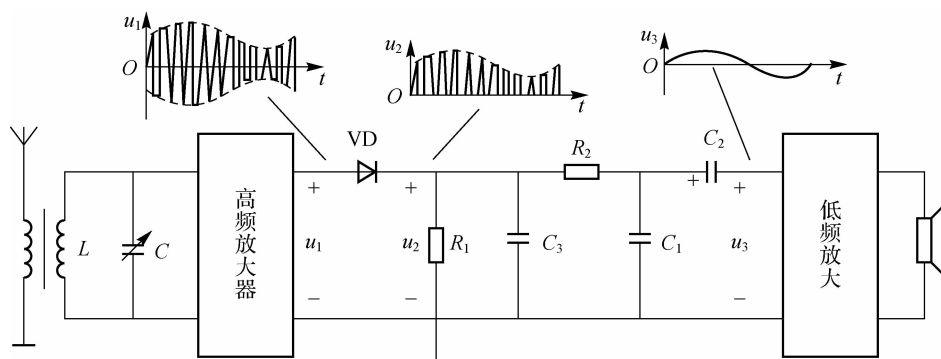 u₁
O
t
u₂
O
t
u₃
O
t
VD
R₂
C₂
+
L
C
高频放大器
+
u₁
−
+
u₂
−
R₁
C₃
C₁
+
u₃
−
低频放大